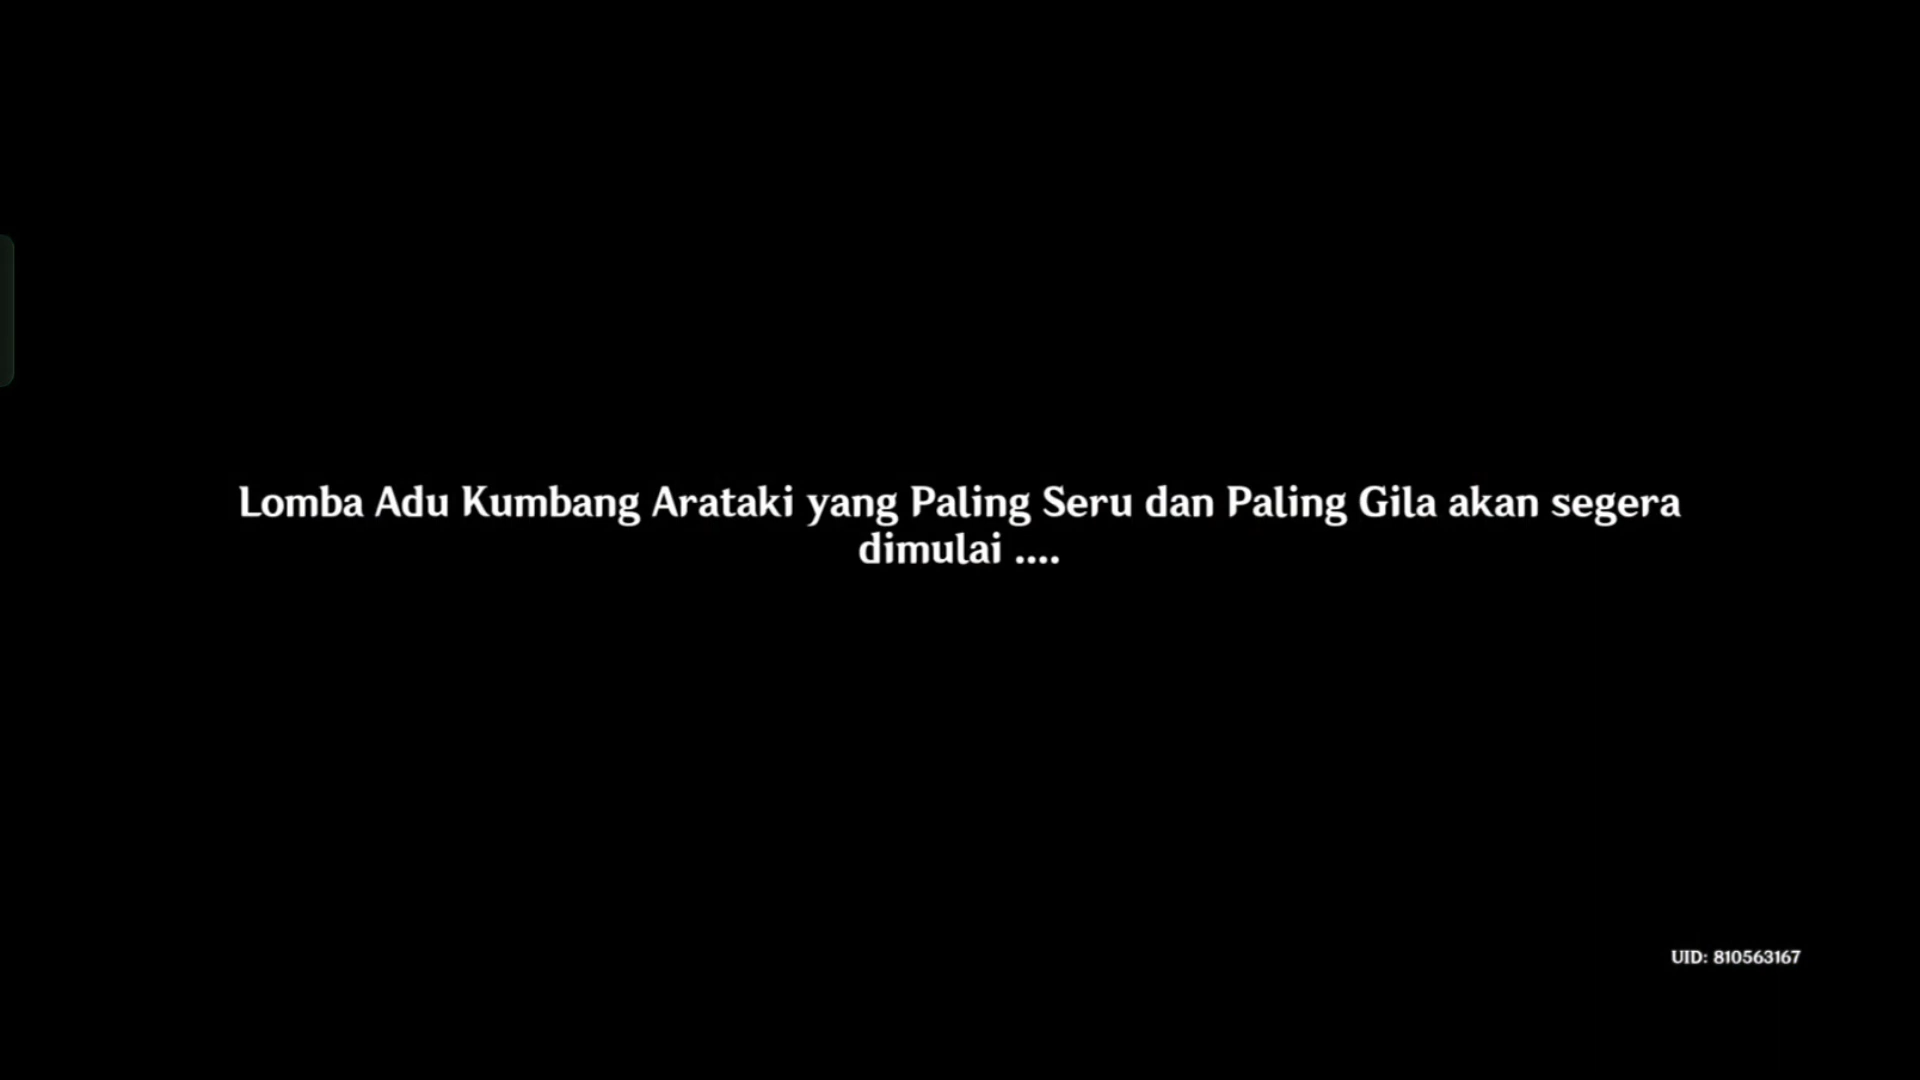 Lomba Adu Kumbang Arataki yang Paling Seru dan Paling Gila akan segera
dimulai ....
UID: 810563167